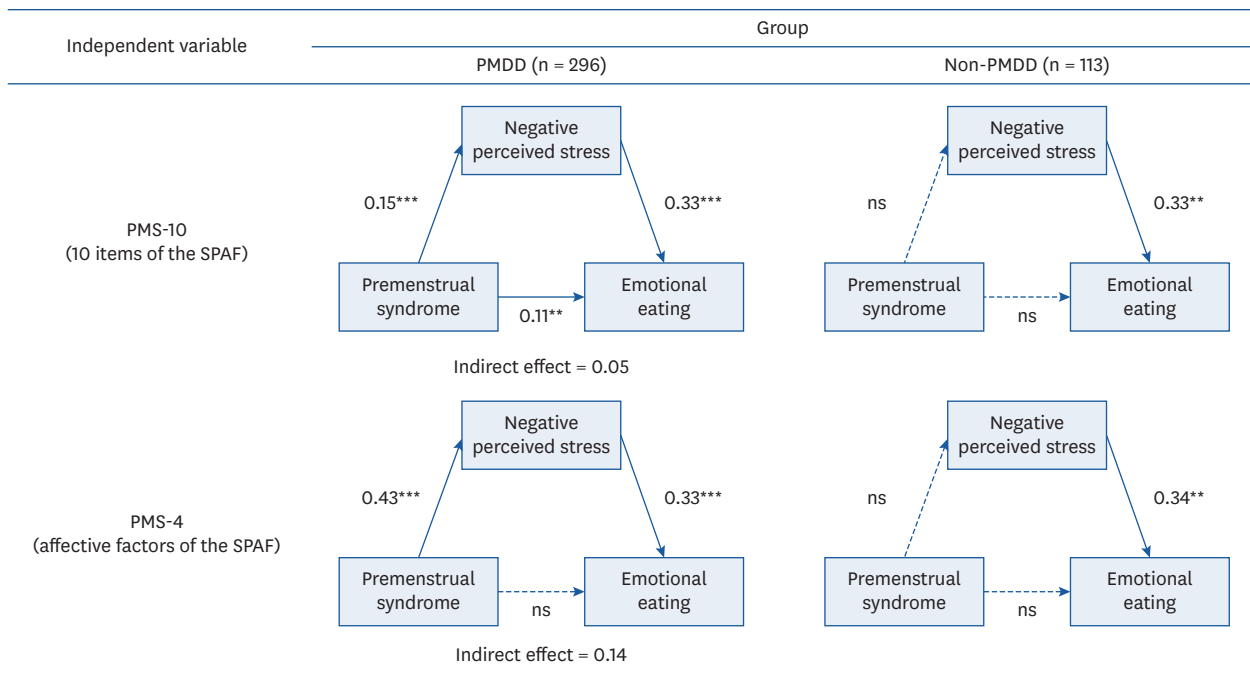 Independent variable
Group
PMDD (n = 296)
Non-PMDD (n = 113)
PMS-10
(10 items of the SPAF)
Negative
perceived stress
0.15***
0.33***
Premenstrual
syndrome
0.11**
Emotional
eating
Indirect effect = 0.05
Negative
perceived stress
ns
0.33**
Premenstrual
syndrome
ns
Emotional
eating
PMS-4
(affective factors of the SPAF)
Negative
perceived stress
0.43***
0.33***
Premenstrual
syndrome
ns
Emotional
eating
Indirect effect = 0.14
Negative
perceived stress
ns
0.34**
Premenstrual
syndrome
ns
Emotional
eating